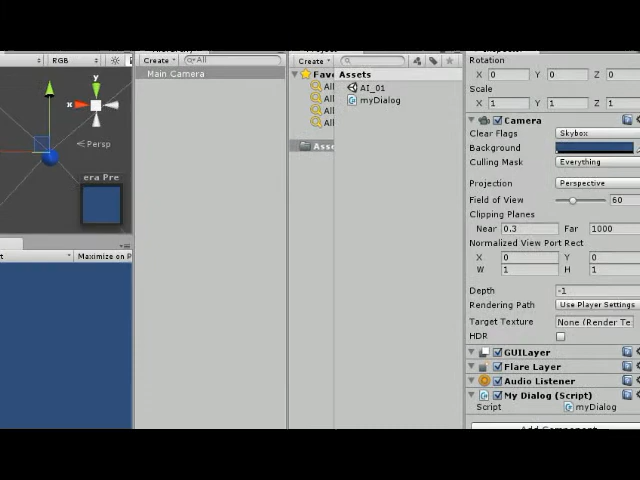 RGB
y
x
Persp
era Pre
Maximize on P
Create
All
Main Camera
Create
Assets
AI_01
myDialog
Rotation
X 0 Y 0 Z 0
Scale
X 1 Y 1 Z 1
Camera
Clear Flags Skybox
Background
Culling Mask Everything
Projection Perspective
Field of View 60
Clipping Planes
Near 0.3 Far 1000
Normalized View Port Rect
X 0 Y 0
W 1 H 1
Depth -1
Rendering Path Use Player Settings
Target Texture None (Render Te
HDR
GUILayer
Flare Layer
Audio Listener
My Dialog (Script)
Script myDialog